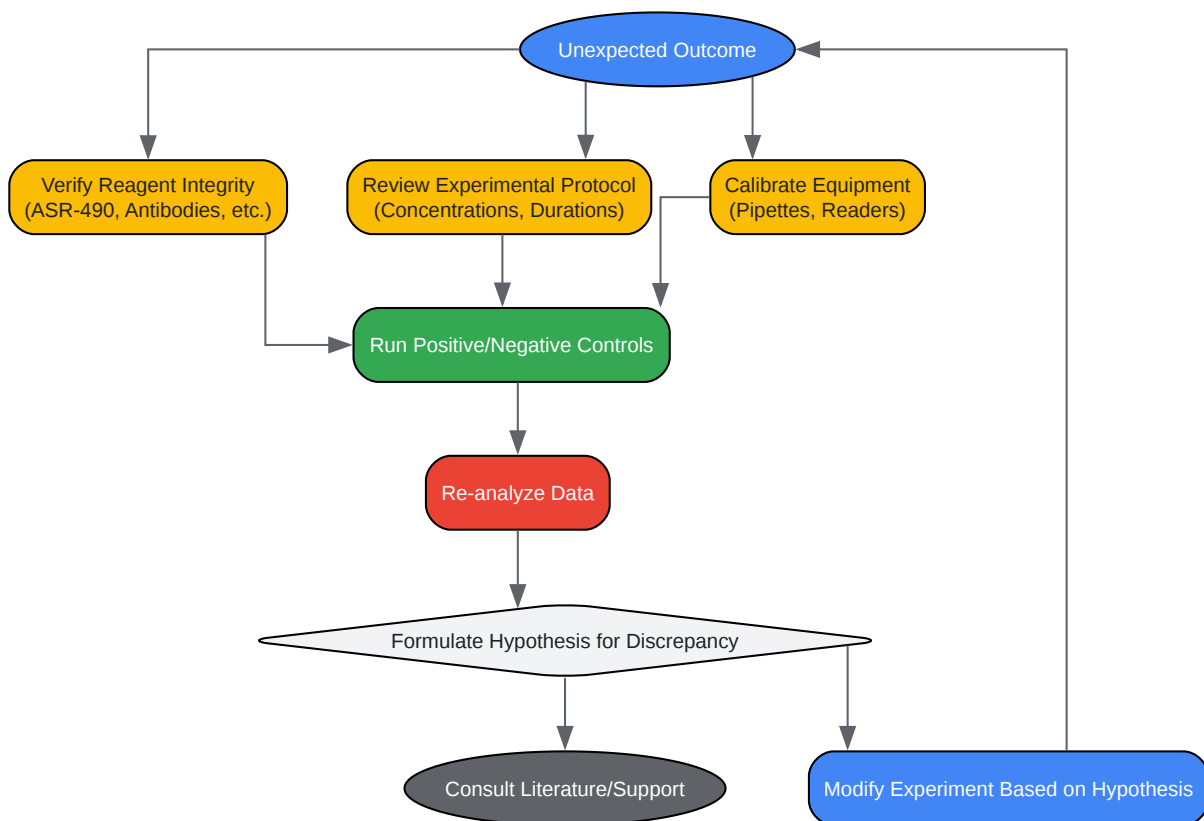 Unexpected Outcome
Verify Reagent Integrity
(ASR-490, Antibodies, etc.)
Review Experimental Protocol
(Concentrations, Durations)
Calibrate Equipment
(Pipettes, Readers)
Run Positive/Negative Controls
Re-analyze Data
Formulate Hypothesis for Discrepancy
Consult Literature/Support
Modify Experiment Based on Hypothesis